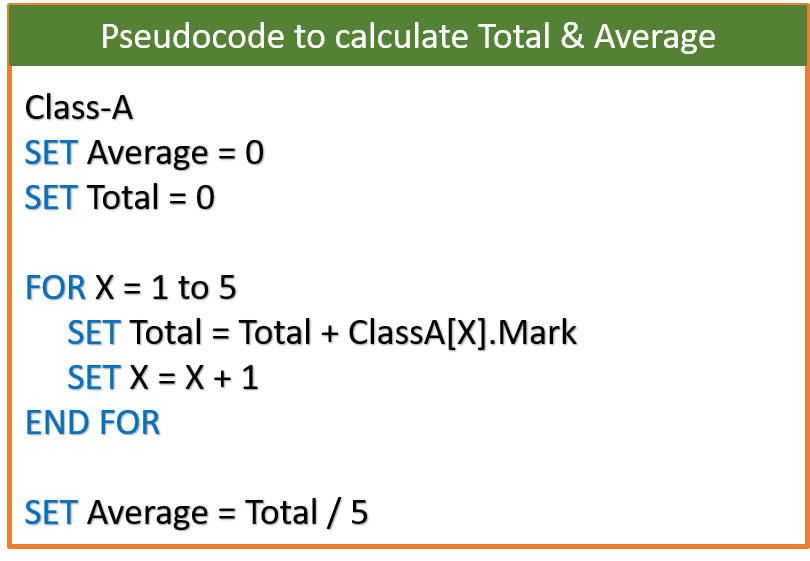 Pseudocode to calculate Total & Average
Class-A
SET Average = 0
SET Total = 0
FOR X = 1 to 5
SET Total = Total + ClassA[X].Mark
SET X = X + 1
END FOR
SET Average = Total / 5